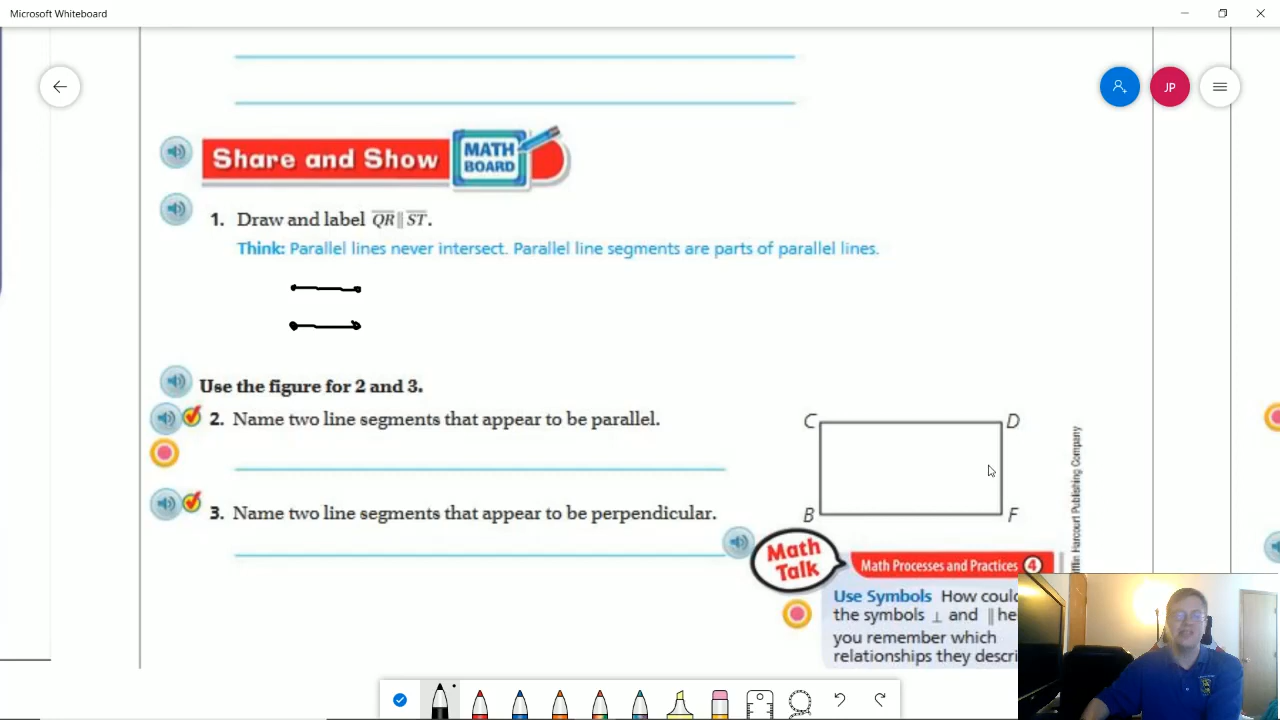 Microsoft Whiteboard
JP
Share and Show
MATH
BOARD
1. Draw and label QR || ST.
Think: Parallel lines never intersect. Parallel line segments are parts of parallel lines.
Use the figure for 2 and 3.
2. Name two line segments that appear to be parallel.
C
D
B
F
3. Name two line segments that appear to be perpendicular.
Harcourt Publishing Company
Math
Talk
Math Processes and Practices 4
Use Symbols How could
the symbols ⊥ and || he
you remember which
relationships they descri